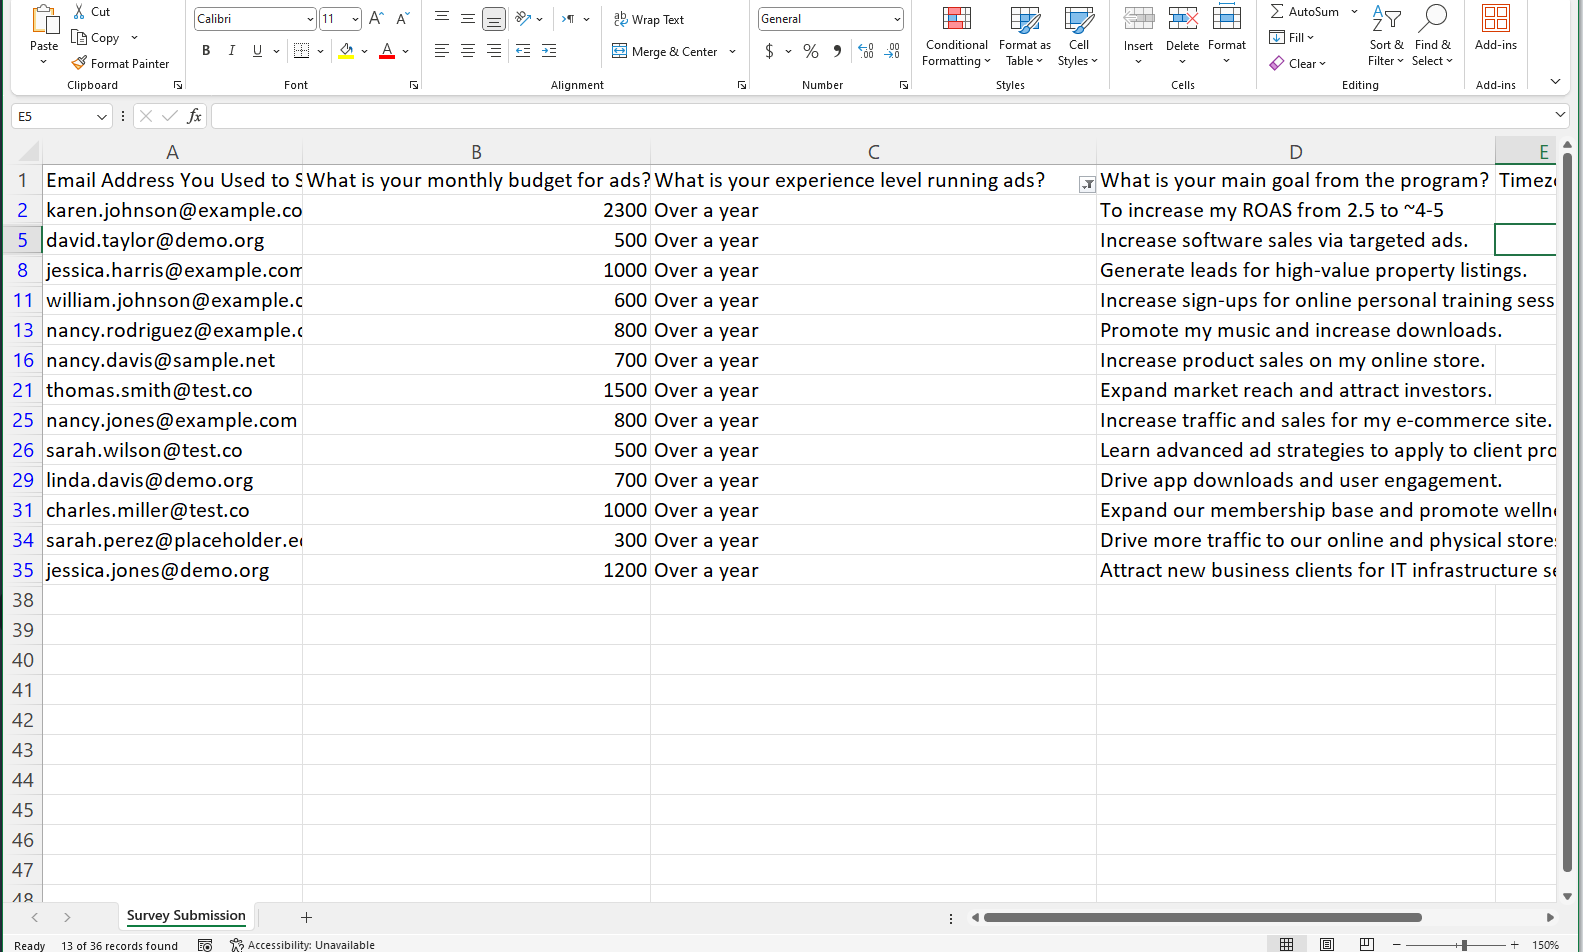 Cut
Copy
Format Painter
Paste
Clipboard
Calibri
11
A A
B I U
A
Font
Wrap Text
Merge & Center
Alignment
General
$ % 9
Number
Conditional Formatting
Format as Table
Cell Styles
Styles
Insert
Delete
Format
Cells
AutoSum
Fill
Clear
Sort & Filter
Find & Select
Editing
Add-ins
Add-ins
E5
fx
A B C D E
1 Email Address You Used to S What is your monthly budget for ads? What is your experience level running ads? What is your main goal from the program? Timez
2 karen.johnson@example.co 2300 Over a year To increase my ROAS from 2.5 to ~4-5
5 david.taylor@demo.org 500 Over a year Increase software sales via targeted ads.
8 jessica.harris@example.com 1000 Over a year Generate leads for high-value property listings.
11 william.johnson@example.c 600 Over a year Increase sign-ups for online personal training sess
13 nancy.rodriguez@example.c 800 Over a year Promote my music and increase downloads.
16 nancy.davis@sample.net 700 Over a year Increase product sales on my online store.
21 thomas.smith@test.co 1500 Over a year Expand market reach and attract investors.
25 nancy.jones@example.com 800 Over a year Increase traffic and sales for my e-commerce site.
26 sarah.wilson@test.co 500 Over a year Learn advanced ad strategies to apply to client pro
29 linda.davis@demo.org 700 Over a year Drive app downloads and user engagement.
31 charles.miller@test.co 1000 Over a year Expand our membership base and promote wellne
34 sarah.perez@placeholder.e 300 Over a year Drive more traffic to our online and physical store
35 jessica.jones@demo.org 1200 Over a year Attract new business clients for IT infrastructure se
38
39
40
41
42
43
44
45
46
47
48
Survey Submission
Ready 13 of 36 records found Accessibility: Unavailable 150%